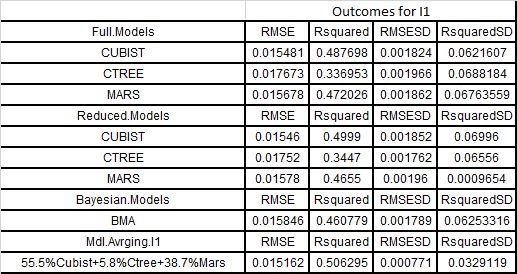 Outcomes for I1
Full.Models RMSE Rsquared RMSESD RsquaredSD
CUBIST 0.015481 0.487698 0.001824 0.0621607
CTREE 0.017673 0.336953 0.001966 0.0688184
MARS 0.015678 0.472026 0.001862 0.06763559
Reduced.Models RMSE Rsquared RMSESD RsquaredSD
CUBIST 0.01546 0.4999 0.001852 0.06996
CTREE 0.01752 0.3447 0.001762 0.06556
MARS 0.01578 0.4655 0.00196 0.0009654
Bayesian.Models RMSE Rsquared RMSESD RsquaredSD
BMA 0.015846 0.460779 0.001789 0.06253316
Mdl.Avrging.I1 RMSE Rsquared RMSESD RsquaredSD
55.5%Cubist+5.8%Ctree+38.7%Mars 0.015162 0.506295 0.000771 0.0329119